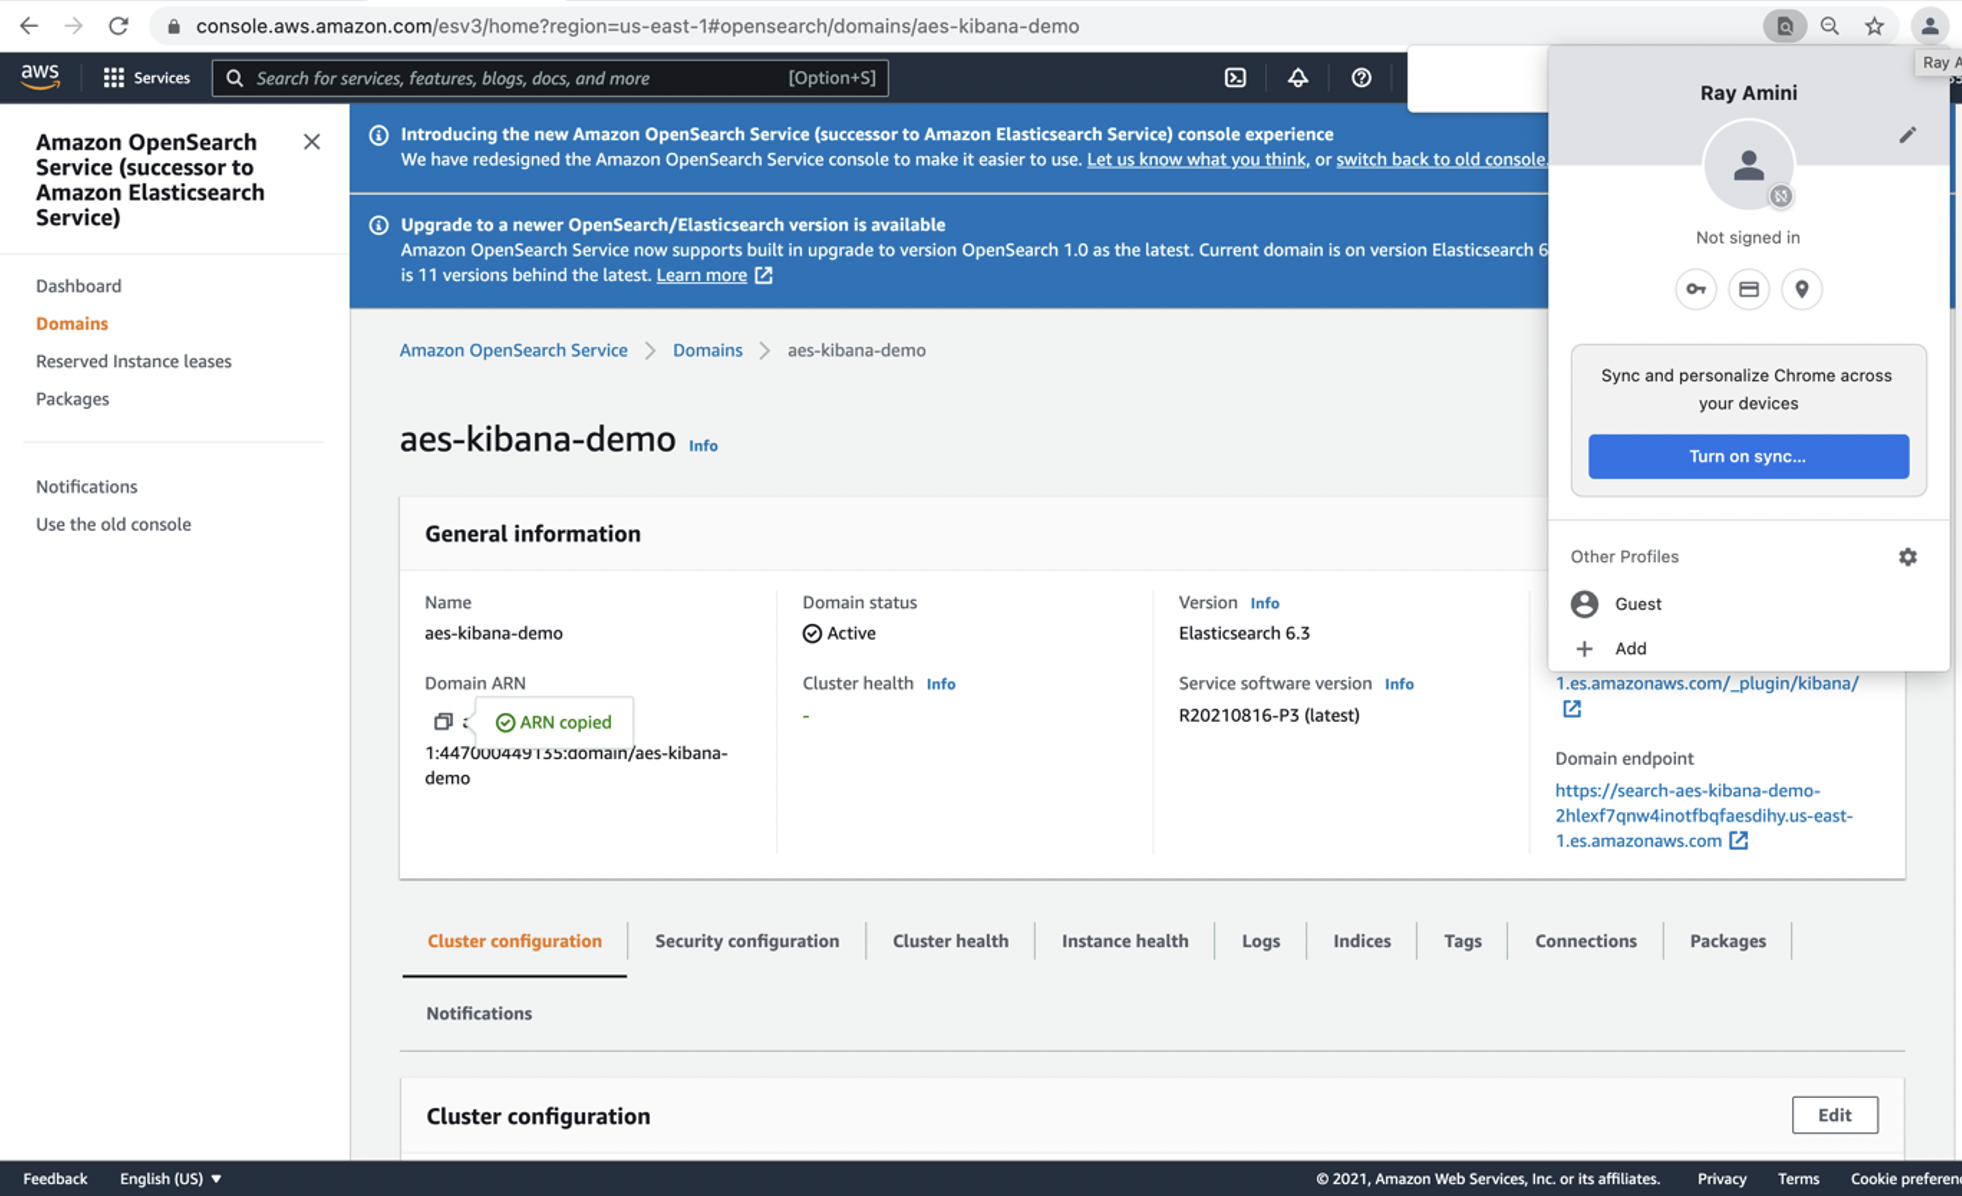 console.aws.amazon.com/esv3/home?region=us-east-1#opensearch/domains/aes-kibana-demo
aws
Services
Search for services, features, blogs, docs, and more
[Option+S]
Ray A
Ray Amini
Not signed in
Sync and personalize Chrome across
your devices
Turn on sync...
Other Profiles
Guest
Add
Amazon OpenSearch
Service (successor to
Amazon Elasticsearch
Service)
Dashboard
Domains
Reserved Instance leases
Packages
Notifications
Use the old console
Introducing the new Amazon OpenSearch Service (successor to Amazon Elasticsearch Service) console experience
We have redesigned the Amazon OpenSearch Service console to make it easier to use. Let us know what you think, or switch back to old console.
Upgrade to a newer OpenSearch/Elasticsearch version is available
Amazon OpenSearch Service now supports built in upgrade to version OpenSearch 1.0 as the latest. Current domain is on version Elasticsearch 6
is 11 versions behind the latest. Learn more
Amazon OpenSearch Service
Domains
aes-kibana-demo
aes-kibana-demo Info
General information
Name
aes-kibana-demo
Domain ARN
ARN copied
1:447000449135:domain/aes-kibana-
demo
Domain status
Active
Cluster health Info
-
Version Info
Elasticsearch 6.3
Service software version Info
R20210816-P3 (latest)
1.es.amazonaws.com/_plugin/kibana/
Domain endpoint
https://search-aes-kibana-demo-
2hlexf7qnw4inotfbqfaesdihy.us-east-
1.es.amazonaws.com
Cluster configuration
Security configuration
Cluster health
Instance health
Logs
Indices
Tags
Connections
Packages
Notifications
Cluster configuration
Edit
Feedback
English (US)
© 2021, Amazon Web Services, Inc. or its affiliates.
Privacy
Terms
Cookie preferen